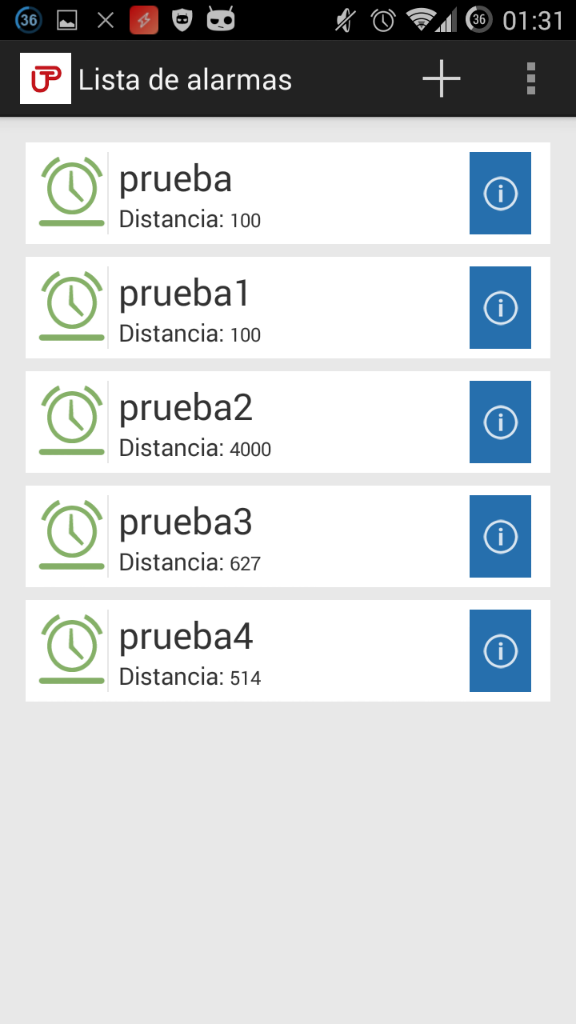 36
36
01:31
UTP
Lista de alarmas
prueba
Distancia: 100
prueba1
Distancia: 100
prueba2
Distancia: 4000
prueba3
Distancia: 627
prueba4
Distancia: 514